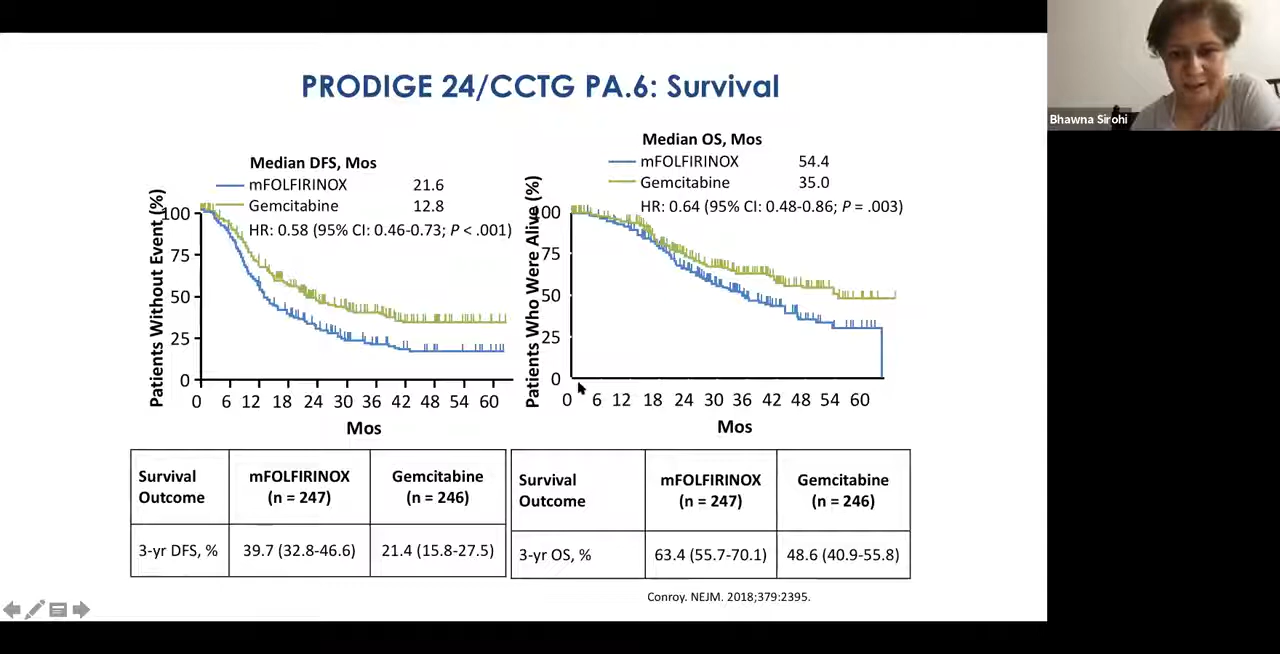 PRODIGE 24/CCTG PA.6: Survival
Bhawna Sirohi
Median DFS, Mos
mFOLFIRINOX 21.6
Gemcitabine 12.8
HR: 0.58 (95% CI: 0.46-0.73; P < .001)
Patients Without Event (%)
100
75
50
25
0
0 6 12 18 24 30 36 42 48 54 60
Mos
Median OS, Mos
mFOLFIRINOX 54.4
Gemcitabine 35.0
HR: 0.64 (95% CI: 0.48-0.86; P = .003)
Patients Who Were Alive (%)
100
75
50
25
0
0 6 12 18 24 30 36 42 48 54 60
Mos
Survival Outcome
mFOLFIRINOX (n = 247)
Gemcitabine (n = 246)
3-yr DFS, % 39.7 (32.8-46.6) 21.4 (15.8-27.5)
Survival Outcome
mFOLFIRINOX (n = 247)
Gemcitabine (n = 246)
3-yr OS, % 63.4 (55.7-70.1) 48.6 (40.9-55.8)
Conroy. NEJM. 2018;379:2395.